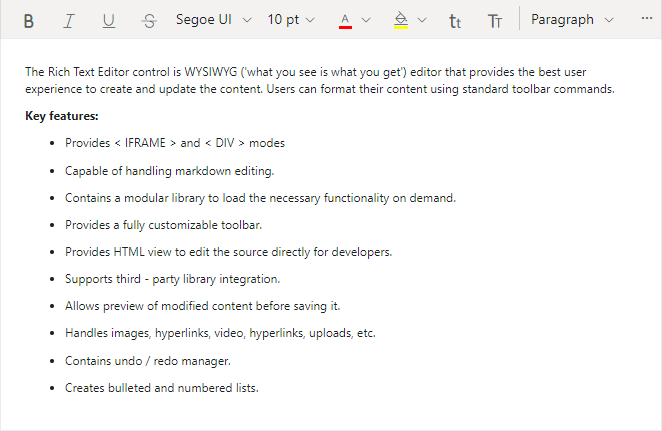 B I U S Segoe UI 10 pt A tt TT Paragraph ...
The Rich Text Editor control is WYSIWYG ('what you see is what you get') editor that provides the best user
experience to create and update the content. Users can format their content using standard toolbar commands.
Key features:
• Provides < IFRAME > and < DIV > modes
• Capable of handling markdown editing.
• Contains a modular library to load the necessary functionality on demand.
• Provides a fully customizable toolbar.
• Provides HTML view to edit the source directly for developers.
• Supports third - party library integration.
• Allows preview of modified content before saving it.
• Handles images, hyperlinks, video, hyperlinks, uploads, etc.
• Contains undo / redo manager.
• Creates bulleted and numbered lists.